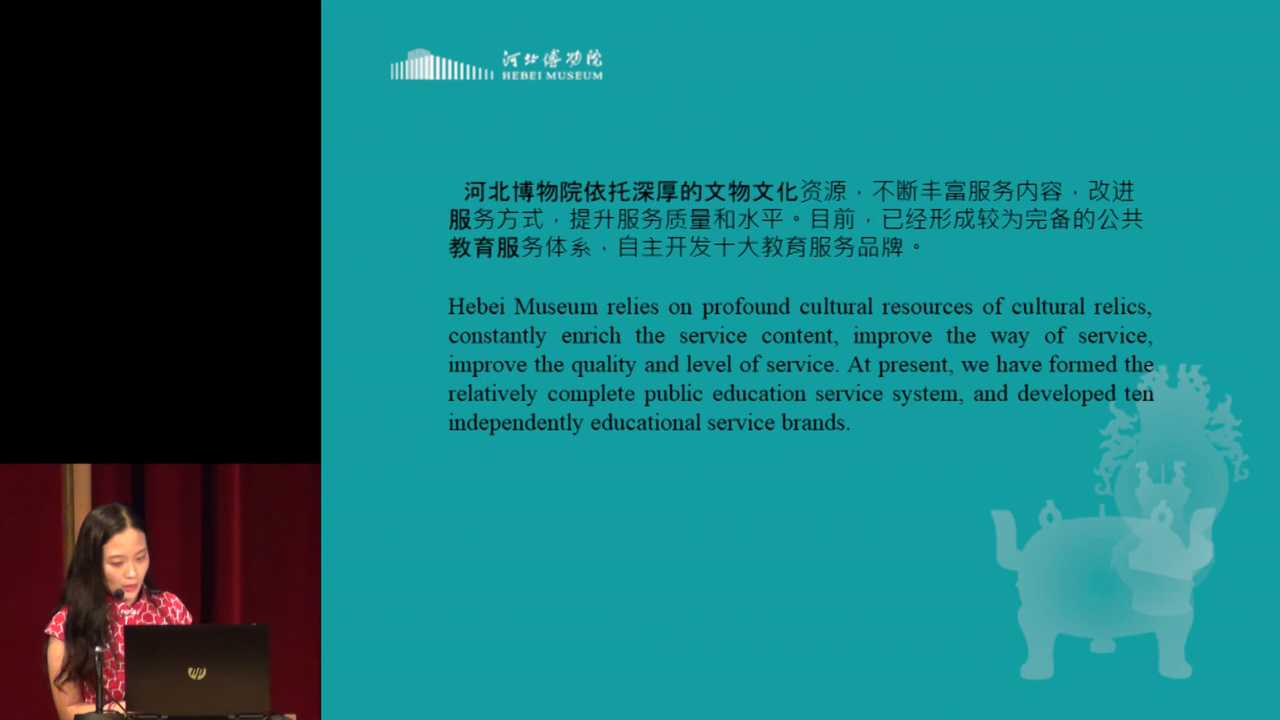 河北博物院
HEBEI MUSEUM
河北博物院依托深厚的文物文化资源，不断丰富服务内容，改进
服务方式，提升服务质量和水平。目前，已经形成较为完备的公共
教育服务体系，自主开发十大教育服务品牌。
Hebei Museum relies on profound cultural resources of cultural relics,
constantly enrich the service content, improve the way of service,
improve the quality and level of service. At present, we have formed the
relatively complete public education service system, and developed ten
independently educational service brands.
hp